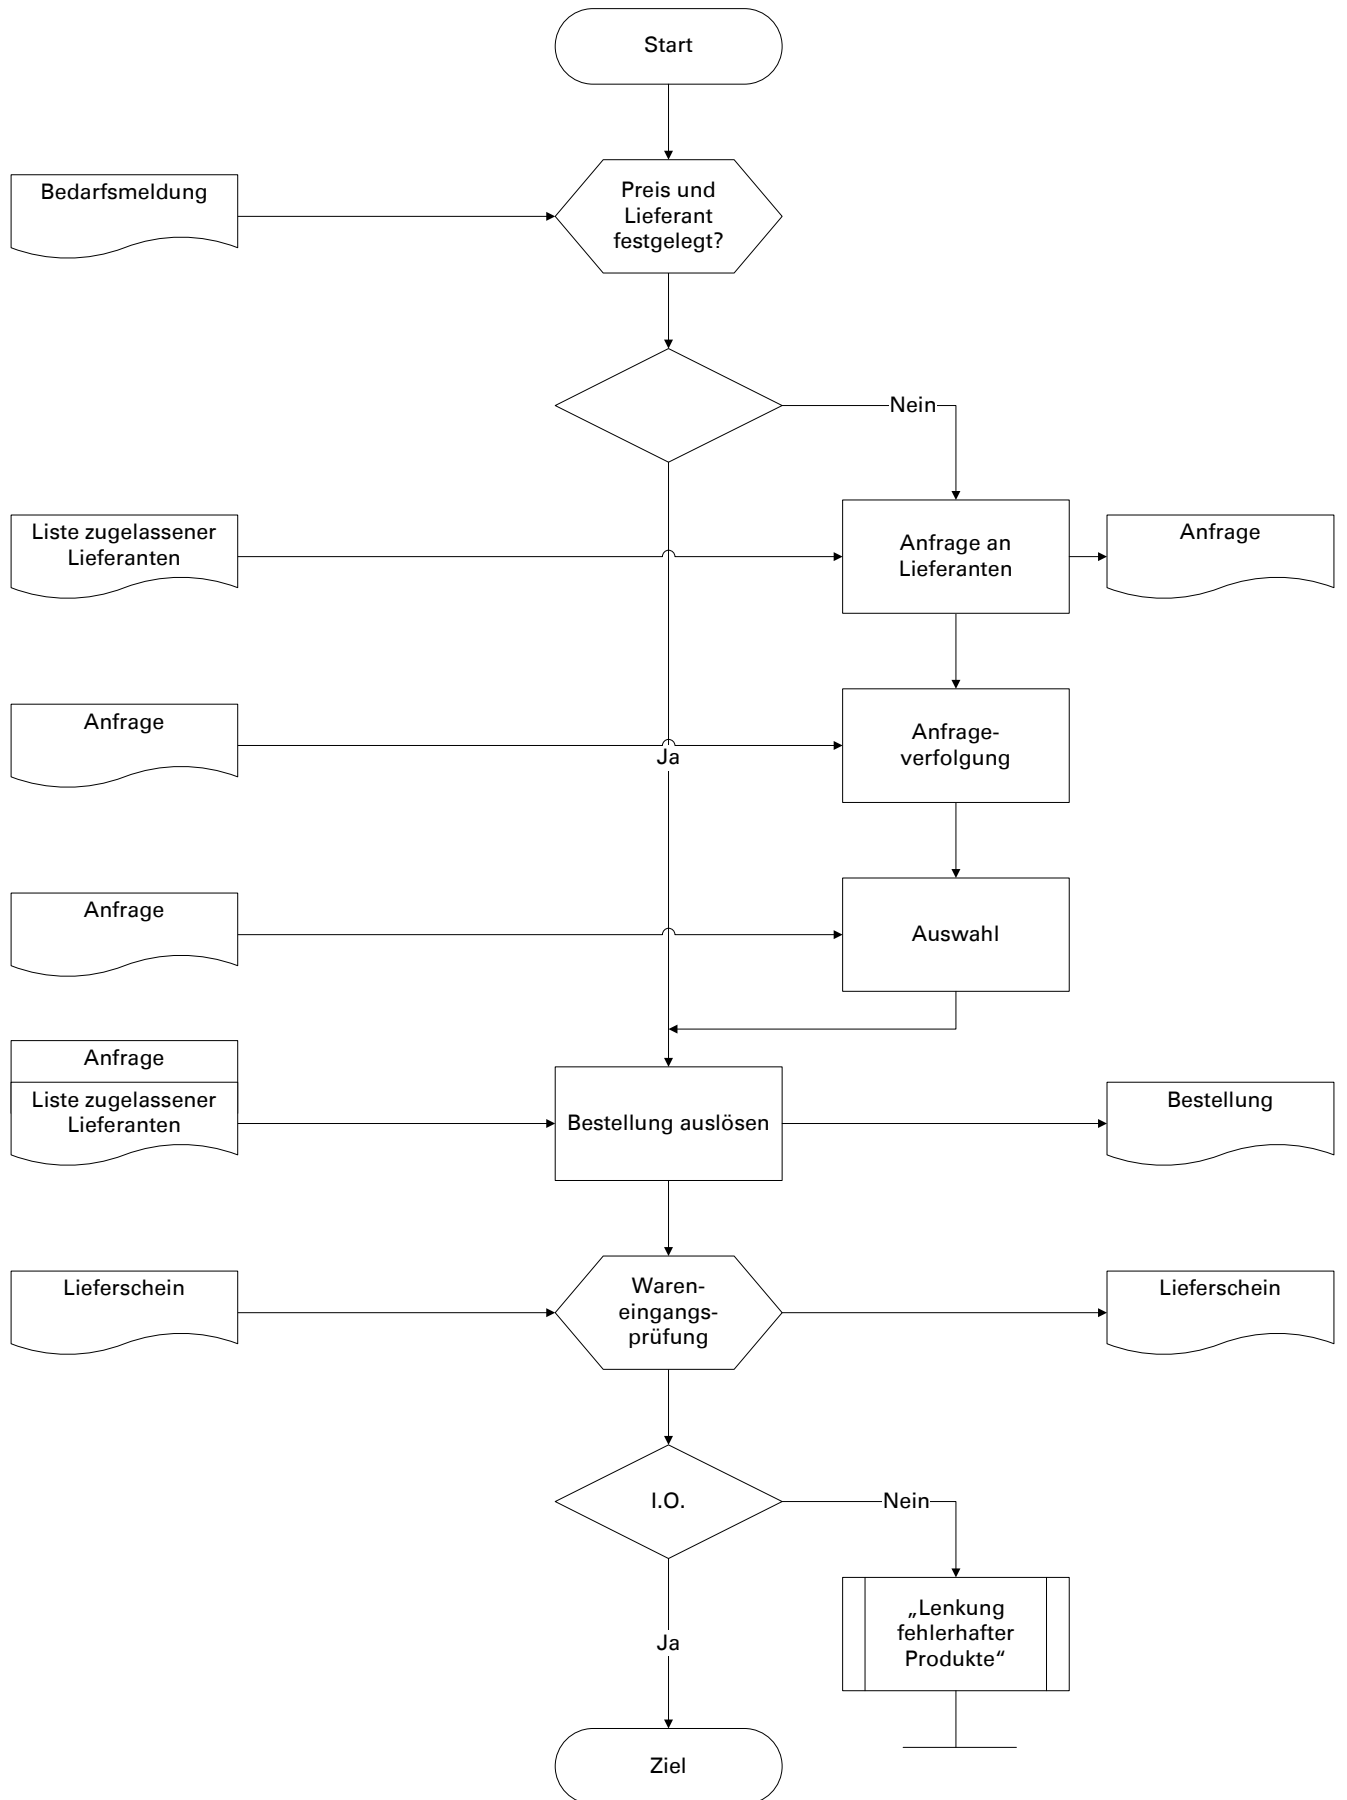 Start
Bedarfsmeldung
Preis und
Lieferant
festgelegt?
Nein
Liste zugelassener
Lieferanten
Anfrage an
Lieferanten
Anfrage
Anfrage
Anfrage-
verfolgung
Ja
Anfrage
Auswahl
Anfrage
Liste zugelassener
Lieferanten
Bestellung auslösen
Bestellung
Lieferschein
Waren-
eingangs-
prüfung
Lieferschein
I.O.
Nein
„Lenkung
fehlerhafter
Produkte“
Ja
Ziel